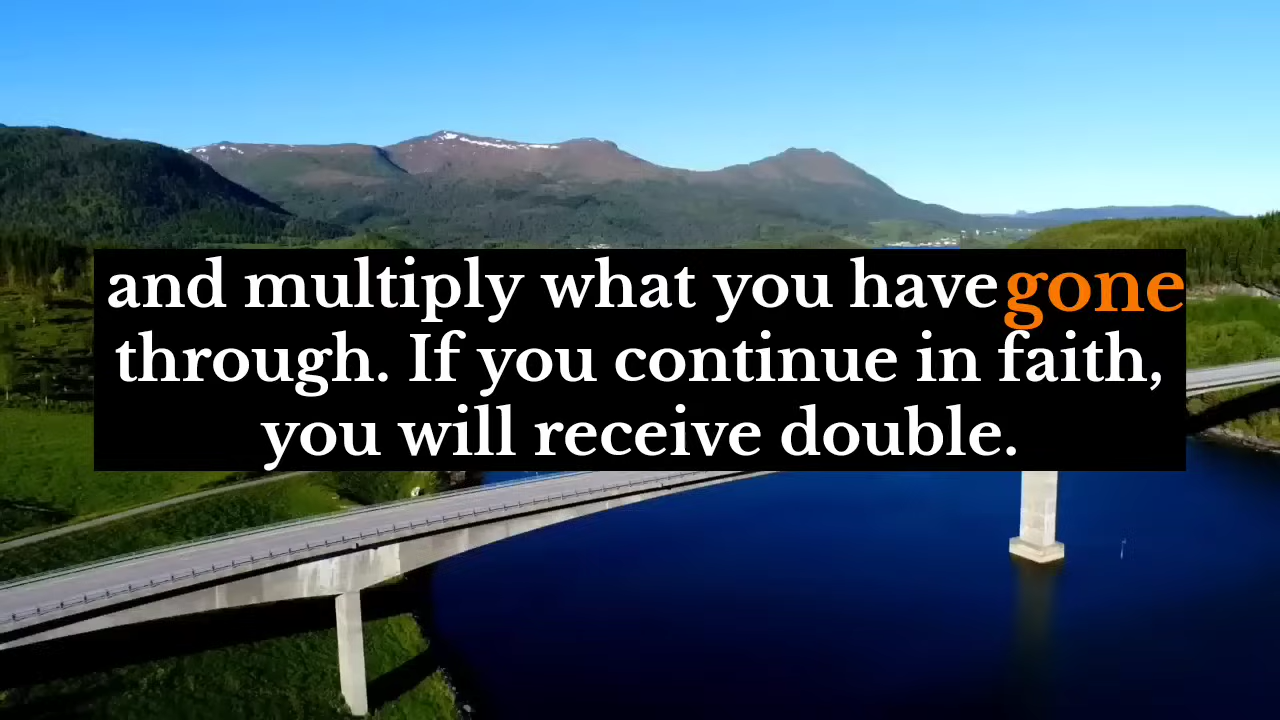 and multiply what you have gone
through. If you continue in faith,
you will receive double.